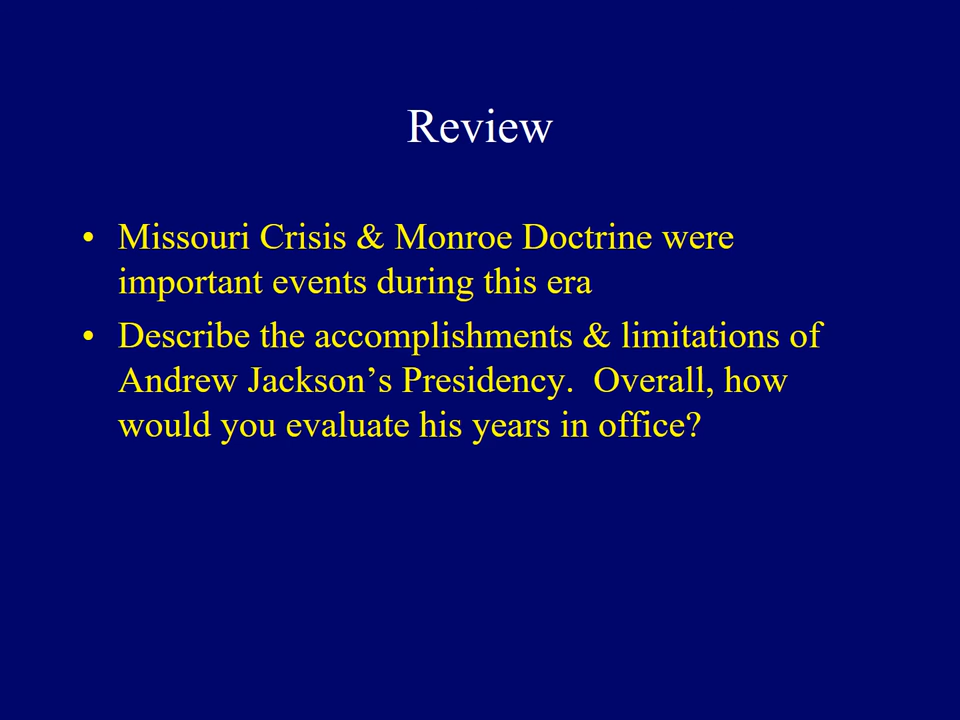 Review
• Missouri Crisis & Monroe Doctrine were
important events during this era
• Describe the accomplishments & limitations of
Andrew Jackson’s Presidency.  Overall, how
would you evaluate his years in office?